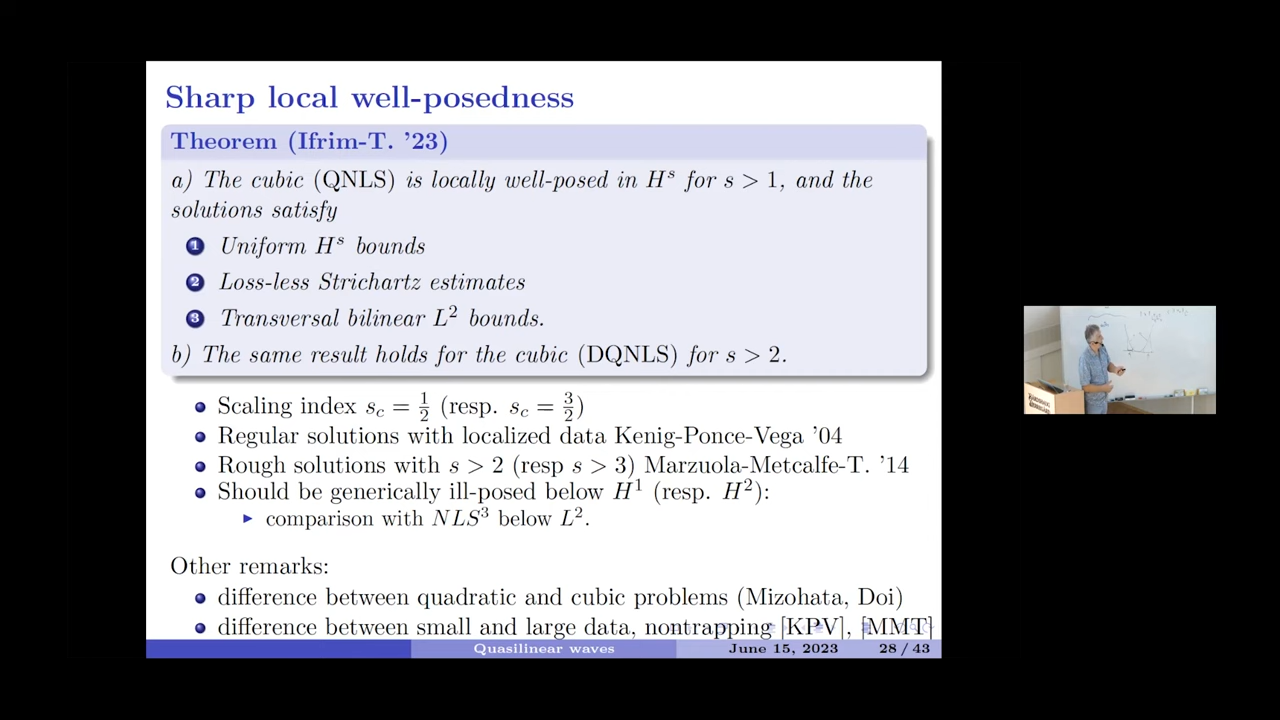 Sharp local well-posedness
Theorem (Ifrim-T. '23)
a) The cubic (QNLS) is locally well-posed in H^s for s > 1, and the
solutions satisfy
1 Uniform H^s bounds
2 Loss-less Strichartz estimates
3 Transversal bilinear L^2 bounds.
b) The same result holds for the cubic (DQNLS) for s > 2.
Scaling index s_c = 1/2 (resp. s_c = 3/2)
Regular solutions with localized data Kenig-Ponce-Vega '04
Rough solutions with s > 2 (resp s > 3) Marzuola-Metcalfe-T. '14
Should be generically ill-posed below H^1 (resp. H^2):
comparison with NLS^3 below L^2.
Other remarks:
difference between quadratic and cubic problems (Mizohata, Doi)
difference between small and large data, nontrapping [KPV], [MMT]
Quasilinear waves June 15, 2023 28 / 43